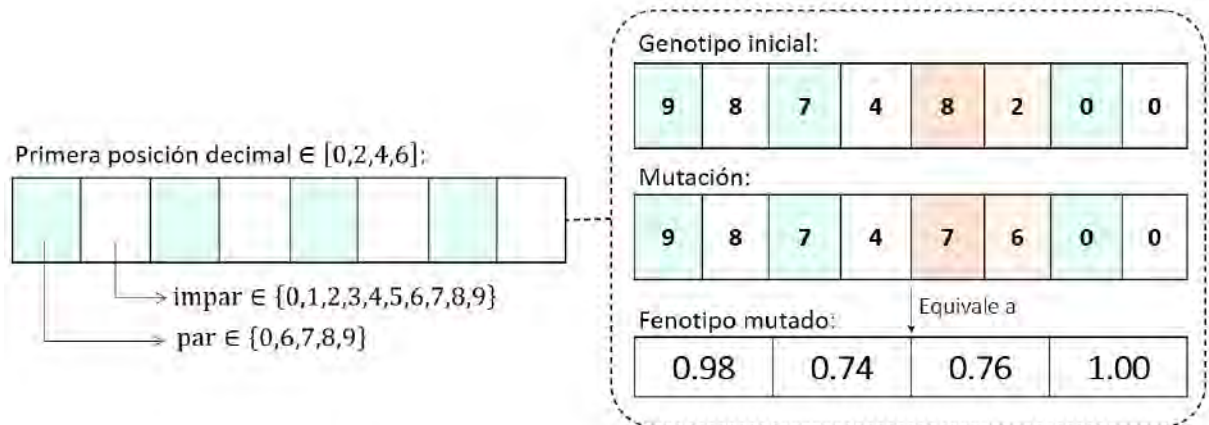 Primera posición decimal ∈ [0,2,4,6]:
impar ∈ {0,1,2,3,4,5,6,7,8,9}
par ∈ {0,6,7,8,9}
Genotipo inicial:
9 8 7 4 8 2 0 0
Mutación:
9 8 7 4 7 6 0 0
Equivale a
Fenotipo mutado:
0.98 0.74 0.76 1.00